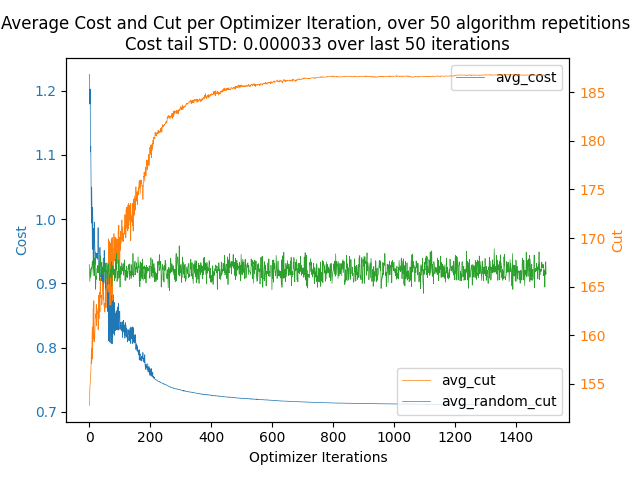 Average Cost and Cut per Optimizer Iteration, over 50 algorithm repetitions
Cost tail STD: 0.000033 over last 50 iterations
avg_cost
1.2
1.1
1.0
0.9
0.8
0.7
Cost
185
180
175
170
165
160
155
Cut
avg_cut
avg_random_cut
0
200
400
600
800
1000
1200
1400
Optimizer Iterations